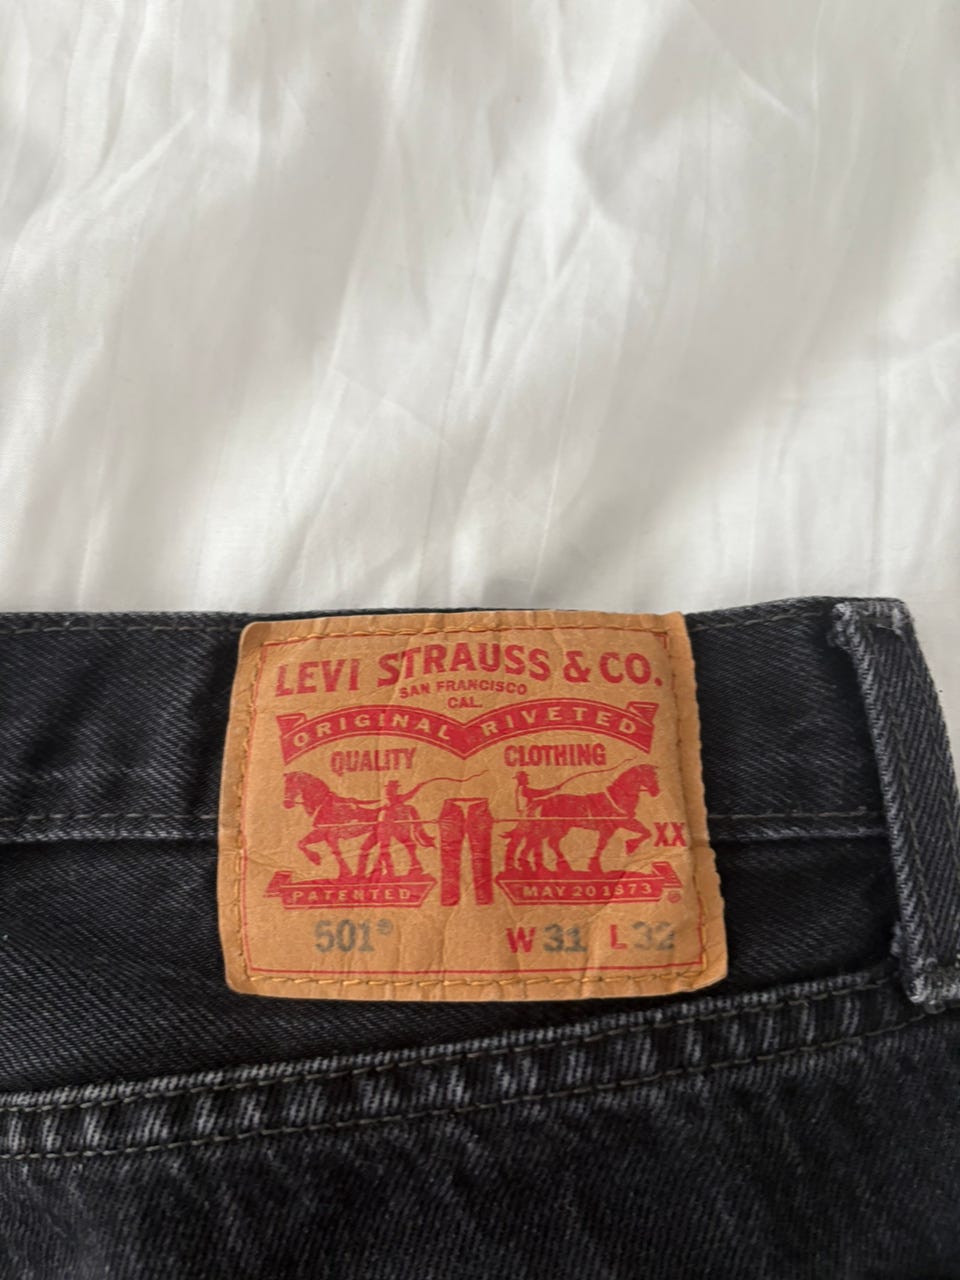 LEVI STRAUSS & CO.
SAN FRANCISCO
CAL.
ORIGINAL RIVETED
QUALITY CLOTHING
XX
PATENTED MAY 20 1873 ®
501® W 31 L 32